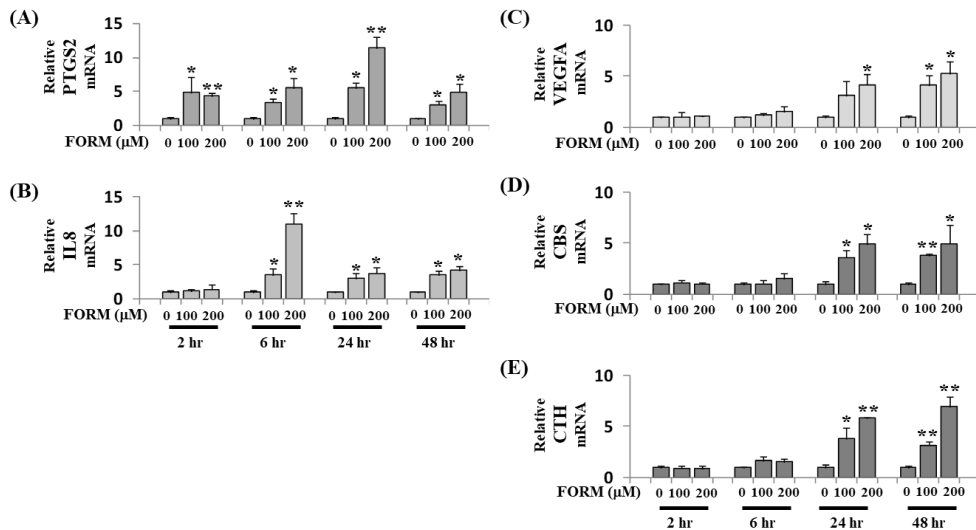 (A)
Relative
PTGS2
mRNA
15
10
5
0
* ** * * * ** * *
FORM (µM) 0 100 200 0 100 200 0 100 200 0 100 200
(B)
Relative
IL8
mRNA
15
10
5
0
* ** * * * *
FORM (µM) 0 100 200 0 100 200 0 100 200 0 100 200
2 hr 6 hr 24 hr 48 hr
(C)
Relative
VEGFA
mRNA
10
5
0
* * *
FORM (µM) 0 100 200 0 100 200 0 100 200 0 100 200
(D)
Relative
CBS
mRNA
10
5
0
* * ** *
FORM (µM) 0 100 200 0 100 200 0 100 200 0 100 200
(E)
Relative
CTH
mRNA
10
5
0
* ** ** **
FORM (µM) 0 100 200 0 100 200 0 100 200 0 100 200
2 hr 6 hr 24 hr 48 hr